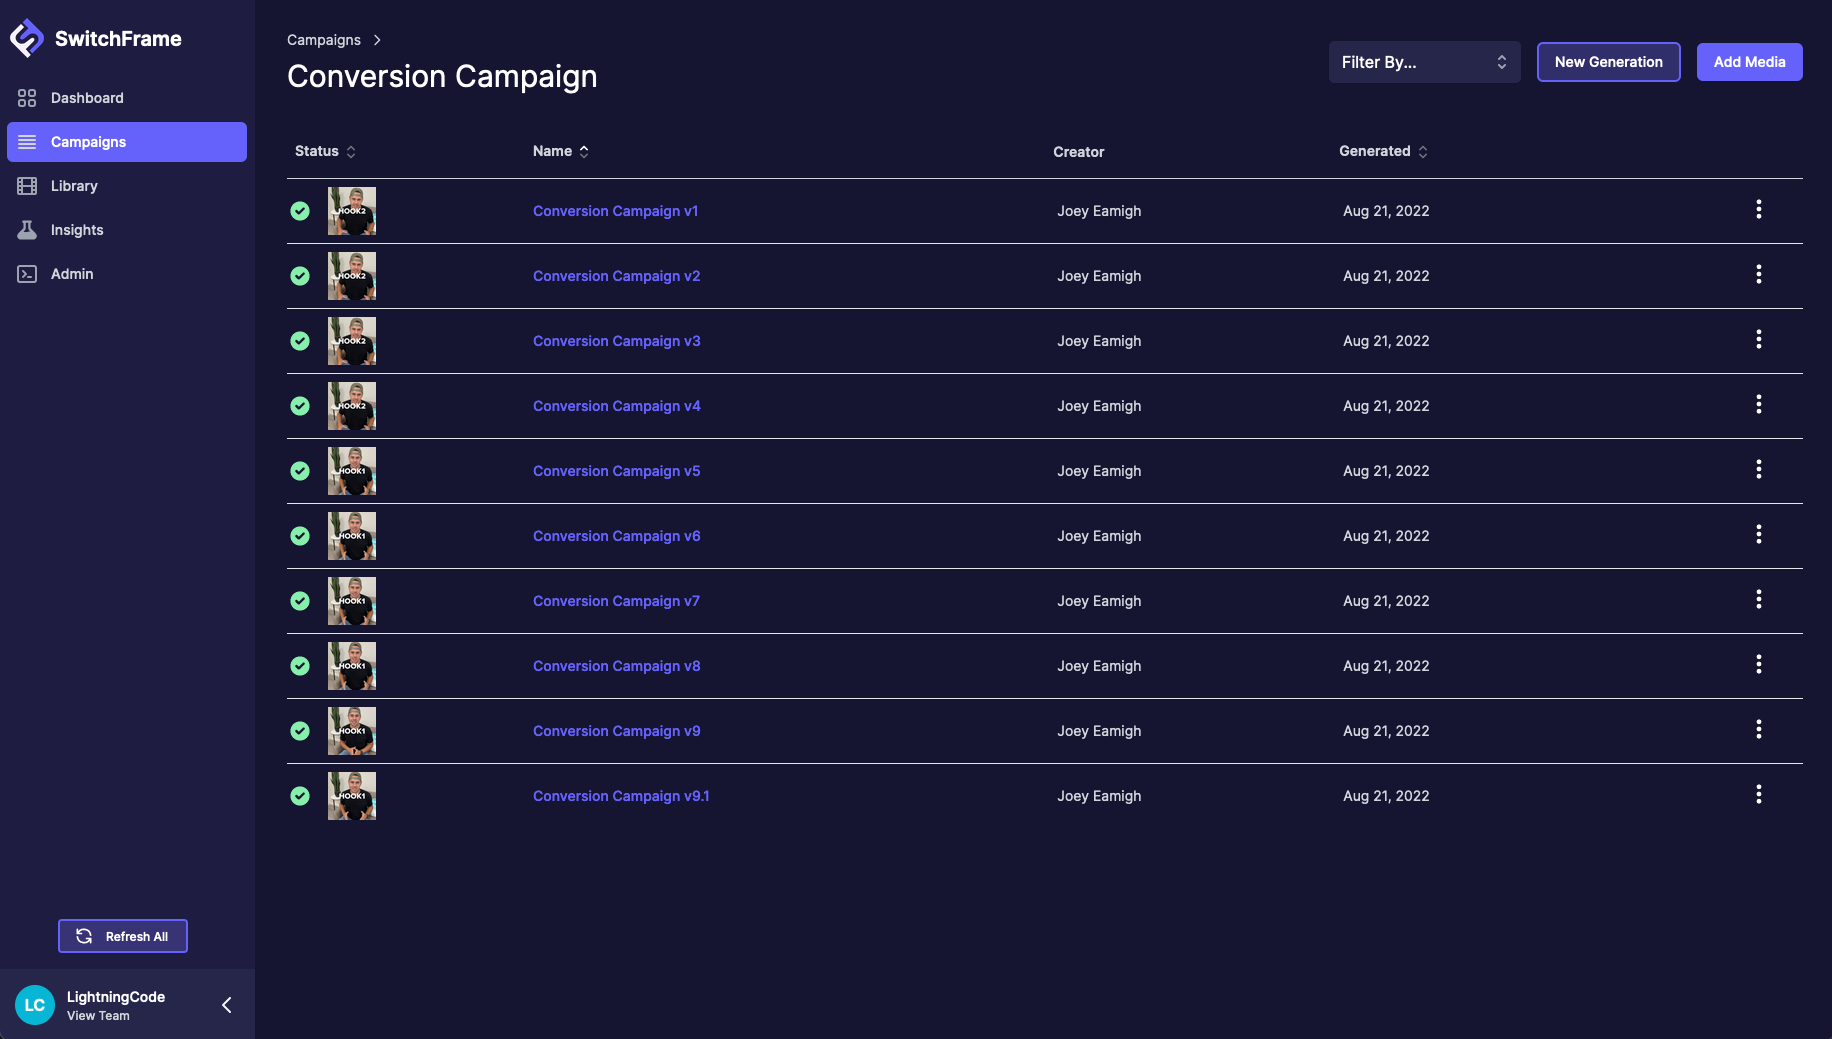 SwitchFrame
Dashboard
Campaigns
Library
Insights
Admin
Refresh All
LC
LightningCode
View Team
Campaigns
Conversion Campaign
Filter By...
New Generation
Add Media
Status Name Creator Generated
HOOK2 Conversion Campaign v1 Joey Eamigh Aug 21, 2022
HOOK2 Conversion Campaign v2 Joey Eamigh Aug 21, 2022
HOOK2 Conversion Campaign v3 Joey Eamigh Aug 21, 2022
HOOK2 Conversion Campaign v4 Joey Eamigh Aug 21, 2022
HOOK1 Conversion Campaign v5 Joey Eamigh Aug 21, 2022
HOOK1 Conversion Campaign v6 Joey Eamigh Aug 21, 2022
HOOK1 Conversion Campaign v7 Joey Eamigh Aug 21, 2022
HOOK1 Conversion Campaign v8 Joey Eamigh Aug 21, 2022
HOOK1 Conversion Campaign v9 Joey Eamigh Aug 21, 2022
HOOK1 Conversion Campaign v9.1 Joey Eamigh Aug 21, 2022